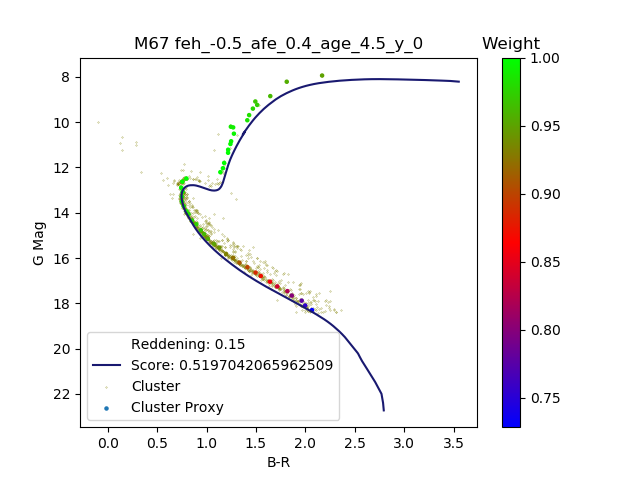 M67 feh_-0.5_afe_0.4_age_4.5_y_0
Weight
8
10
12
14
16
18
20
22
G Mag
0.0 0.5 1.0 1.5 2.0 2.5 3.0 3.5
B-R
Reddening: 0.15
Score: 0.5197042065962509
Cluster
Cluster Proxy
1.00
0.95
0.90
0.85
0.80
0.75